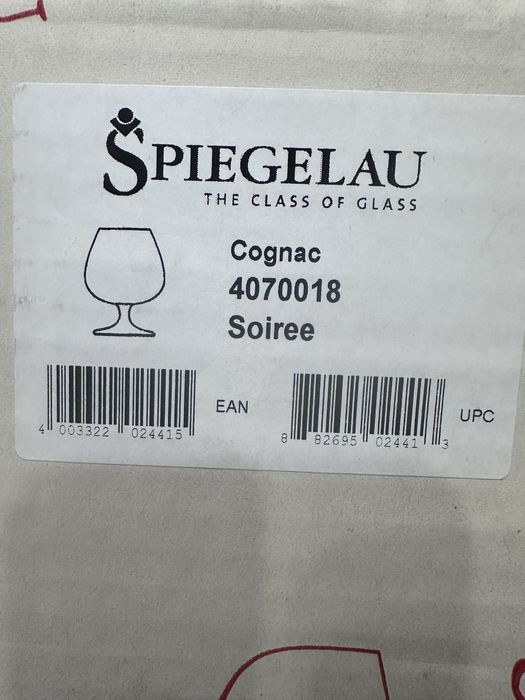 SPIEGELAU
THE CLASS OF GLASS
Cognac
4070018
Soiree
EAN
4 003322 024415
UPC
8 82695 02441 3